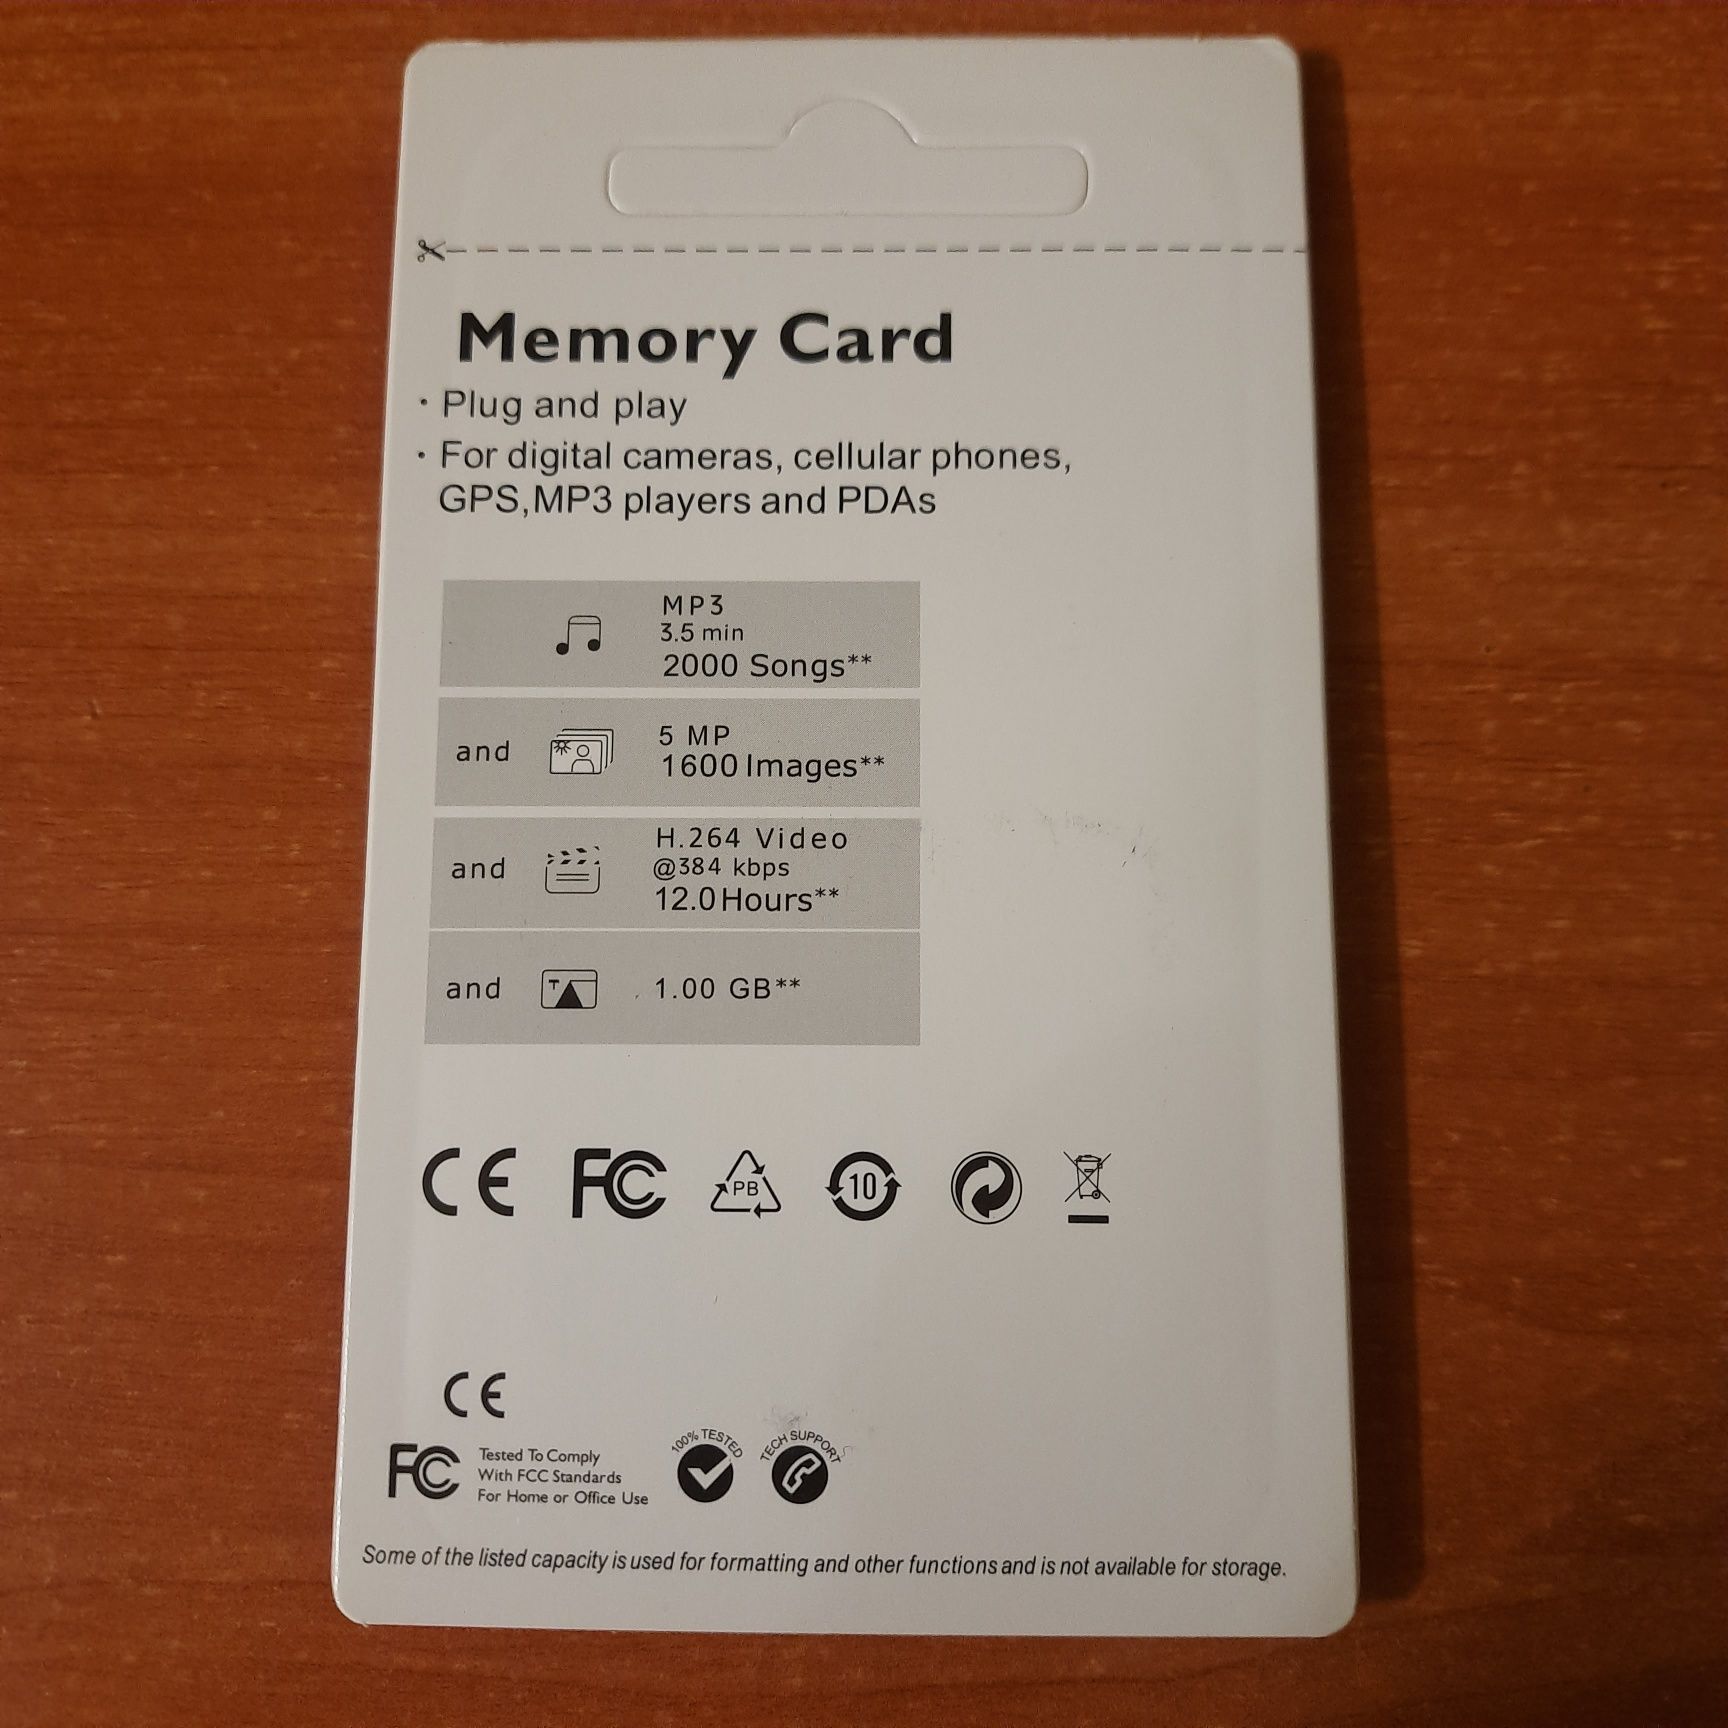 Memory Card
· Plug and play
· For digital cameras, cellular phones,
GPS,MP3 players and PDAs
MP3
3.5 min
2000 Songs**
and
5 MP
1600 Images**
and
H.264 Video
@384 kbps
12.0 Hours**
and
T
1.00 GB**
CE FC PB 10
CE
FC
Tested To Comply
With FCC Standards
For Home or Office Use
100% TESTED
TECH SUPPORT
Some of the listed capacity is used for formatting and other functions and is not available for storage.